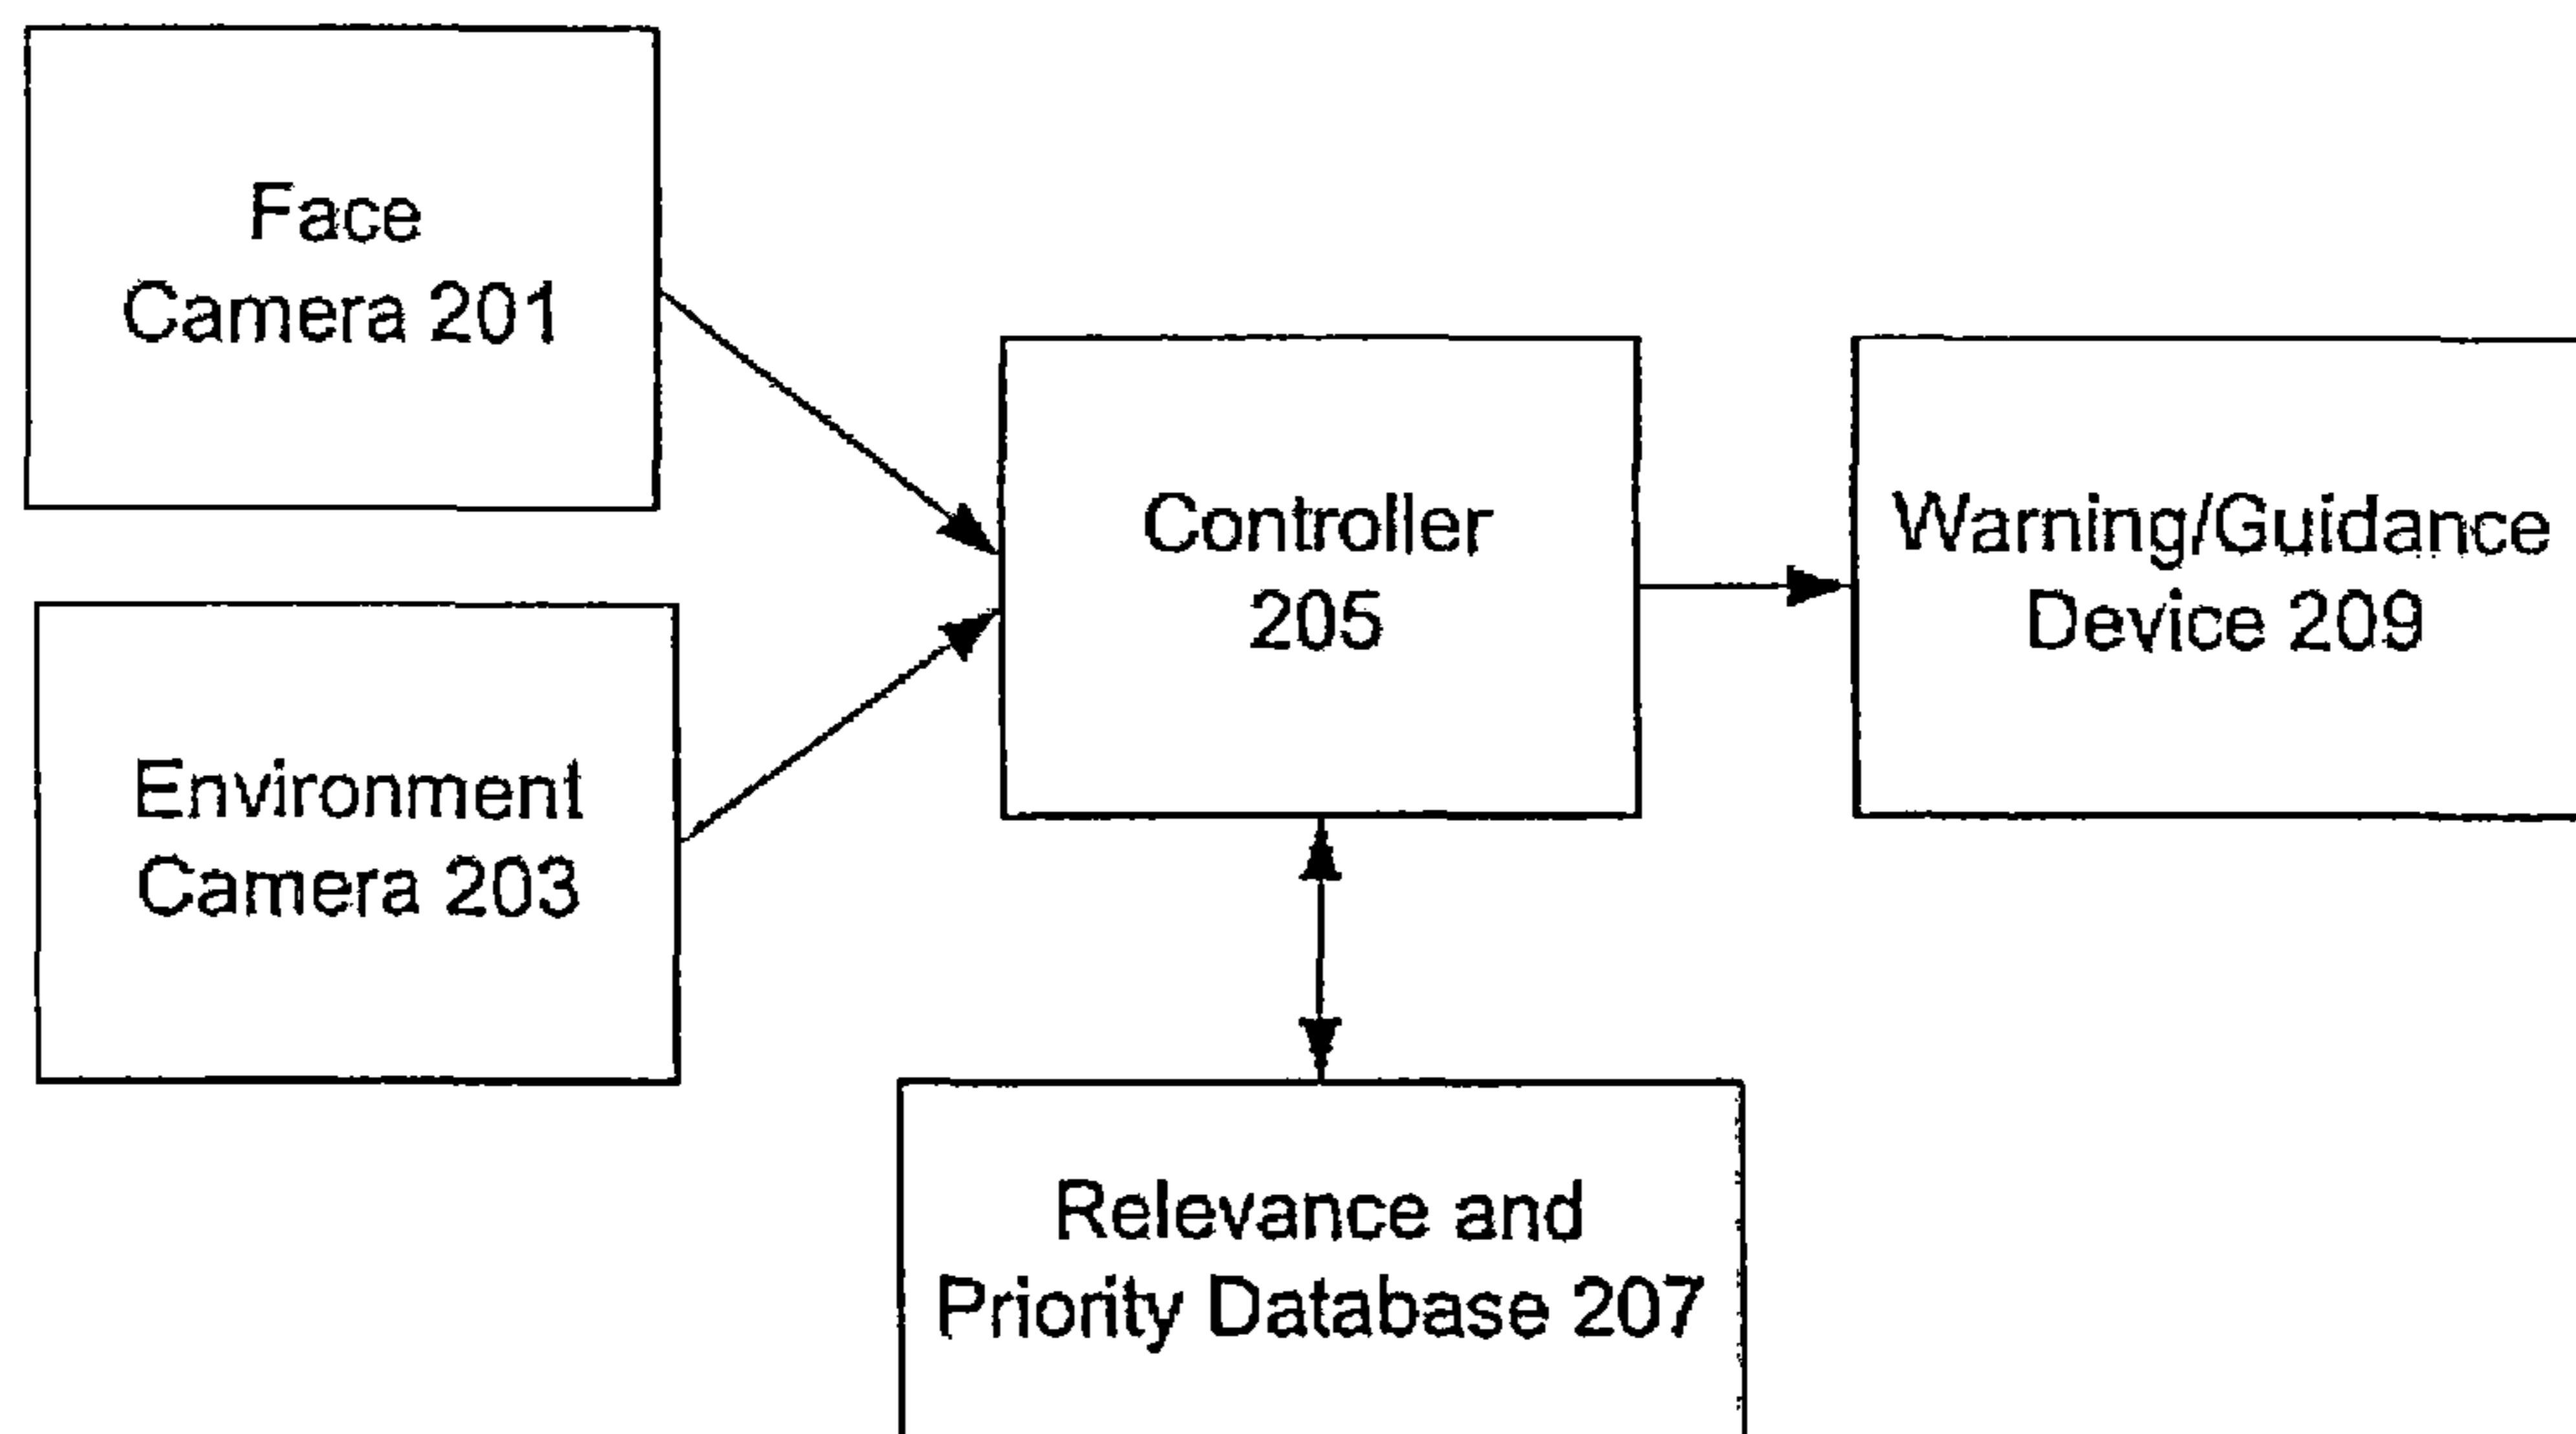 Face
Camera 201
Controller
205
Warning/Guidance
Device 209
Environment
Camera 203
Relevance and
Priority Database 207